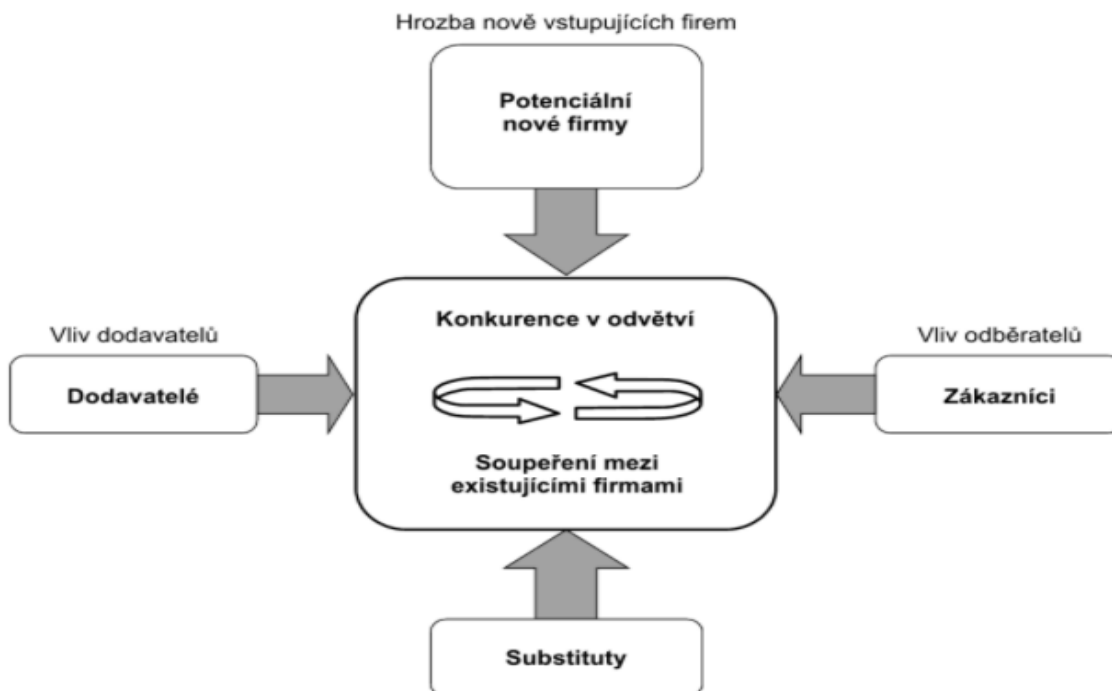 Hrozba nově vstupujících firem
Potenciální
nové firmy
Konkurence v odvětví
Vliv dodavatelů
Dodavatelé
Vliv odběratelů
Zákazníci
Soupeření mezi
existujícími firmami
Substituty